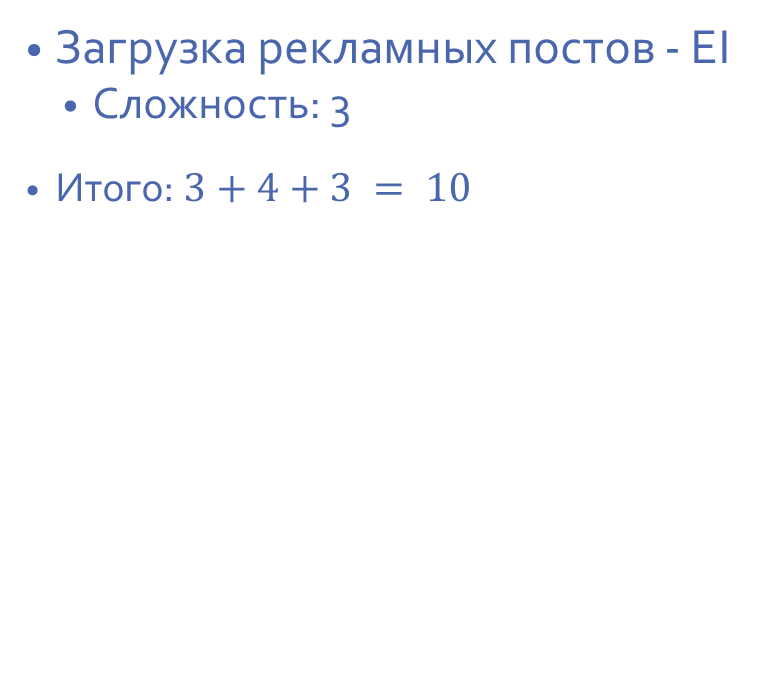 • Загрузка рекламных постов - EI
• Сложность: 3
• Итого: 3 + 4 + 3 = 10